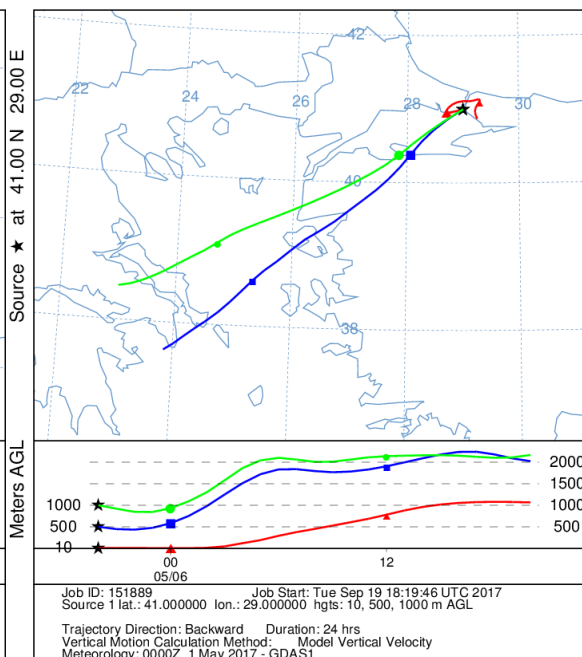 Source ★ at 41.00 N 29.00 E
42
22
24
26
28
30
40
38
Meters AGL
2000
1500
1000
1000
500
500
10
00
12
05/06
Job ID: 151889 Job Start: Tue Sep 19 18:19:46 UTC 2017
Source 1 lat.: 41.000000 lon.: 29.000000 hgts: 10, 500, 1000 m AGL
Trajectory Direction: Backward Duration: 24 hrs
Vertical Motion Calculation Method: Model Vertical Velocity
Meteorology: 0000Z 1 May 2017 - GDAS1